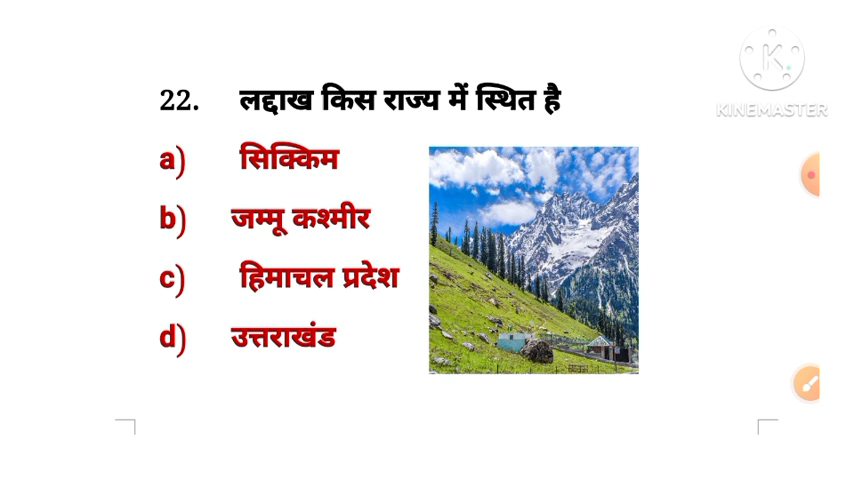 KINEMASTER
22. लद्दाख किस राज्य में स्थित है
a) सिक्किम
b) जम्मू कश्मीर
c) हिमाचल प्रदेश
d) उत्तराखंड